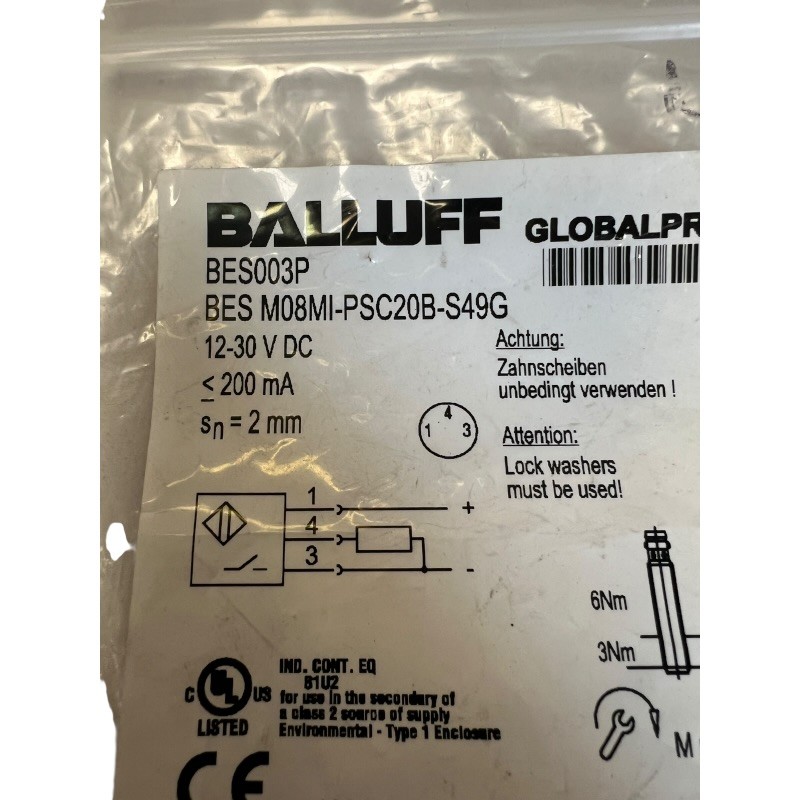 BALLUFF GLOBALPR
BES003P
BES M08MI-PSC20B-S49G
12-30 V DC
≤ 200 mA
sn = 2 mm
Achtung:
Zahnscheiben
unbedingt verwenden !
4
1 3
Attention:
Lock washers
must be used!
1 +
4
3 -
6Nm
3Nm
M
C UL US
LISTED
IND. CONT. EQ
81U2
for use in the secondary of
a class 2 source of supply
Environmental - Type 1 Enclosure
CE